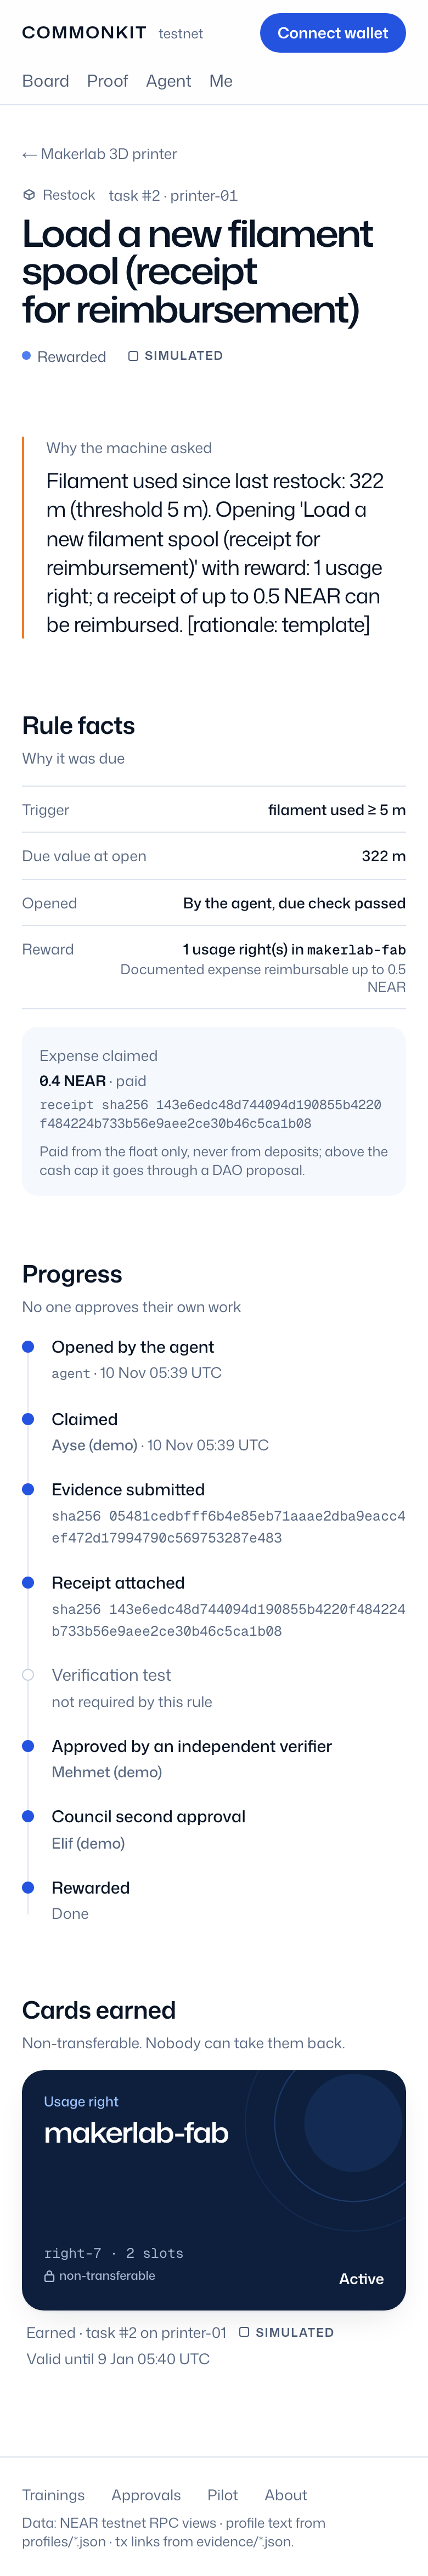 COMMONKIT testnet Connect wallet
Board Proof Agent Me
← Makerlab 3D printer
Restock task #2 · printer-01
Load a new filament
spool (receipt
for reimbursement)
Rewarded SIMULATED
Why the machine asked
Filament used since last restock: 322
m (threshold 5 m). Opening 'Load a
new filament spool (receipt for
reimbursement)' with reward: 1 usage
right; a receipt of up to 0.5 NEAR can
be reimbursed. [rationale: template]
Rule facts
Why it was due
Trigger filament used ≥ 5 m
Due value at open 322 m
Opened By the agent, due check passed
Reward 1 usage right(s) in makerlab-fab
Documented expense reimbursable up to 0.5
NEAR
Expense claimed
0.4 NEAR · paid
receipt sha256 143e6edc48d744094d190855b4220
f484224b733b56e9aee2ce30b46c5ca1b08
Paid from the float only, never from deposits; above the
cash cap it goes through a DAO proposal.
Progress
No one approves their own work
Opened by the agent
agent · 10 Nov 05:39 UTC
Claimed
Ayse (demo) · 10 Nov 05:39 UTC
Evidence submitted
sha256 05481cedbfff6b4e85eb71aaae2dba9eacc4
ef472d17994790c569753287e483
Receipt attached
sha256 143e6edc48d744094d190855b4220f484224
b733b56e9aee2ce30b46c5ca1b08
Verification test
not required by this rule
Approved by an independent verifier
Mehmet (demo)
Council second approval
Elif (demo)
Rewarded
Done
Cards earned
Non-transferable. Nobody can take them back.
Usage right
makerlab-fab
right-7 · 2 slots
non-transferable
Active
Earned · task #2 on printer-01 SIMULATED
Valid until 9 Jan 05:40 UTC
Trainings Approvals Pilot About
Data: NEAR testnet RPC views · profile text from
profiles/*.json · tx links from evidence/*.json.